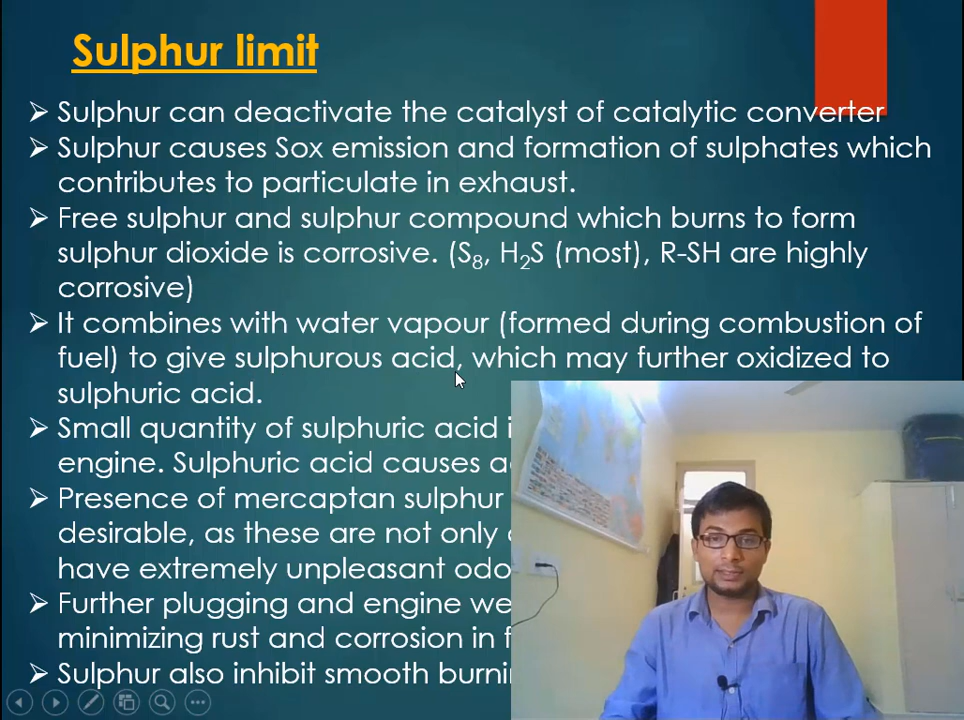 Sulphur limit
➢ Sulphur can deactivate the catalyst of catalytic converter
➢ Sulphur causes Sox emission and formation of sulphates which
contributes to particulate in exhaust.
➢ Free sulphur and sulphur compound which burns to form
sulphur dioxide is corrosive. (S₈, H₂S (most), R-SH are highly
corrosive)
➢ It combines with water vapour (formed during combustion of
fuel) to give sulphurous acid, which may further oxidized to
sulphuric acid.
➢ Small quantity of sulphuric acid
engine. Sulphuric acid causes
➢ Presence of mercaptan sulphur
desirable, as these are not only
have extremely unpleasant
➢ Further plugging and engine
minimizing rust and corrosion in
➢ Sulphur also inhibit smooth